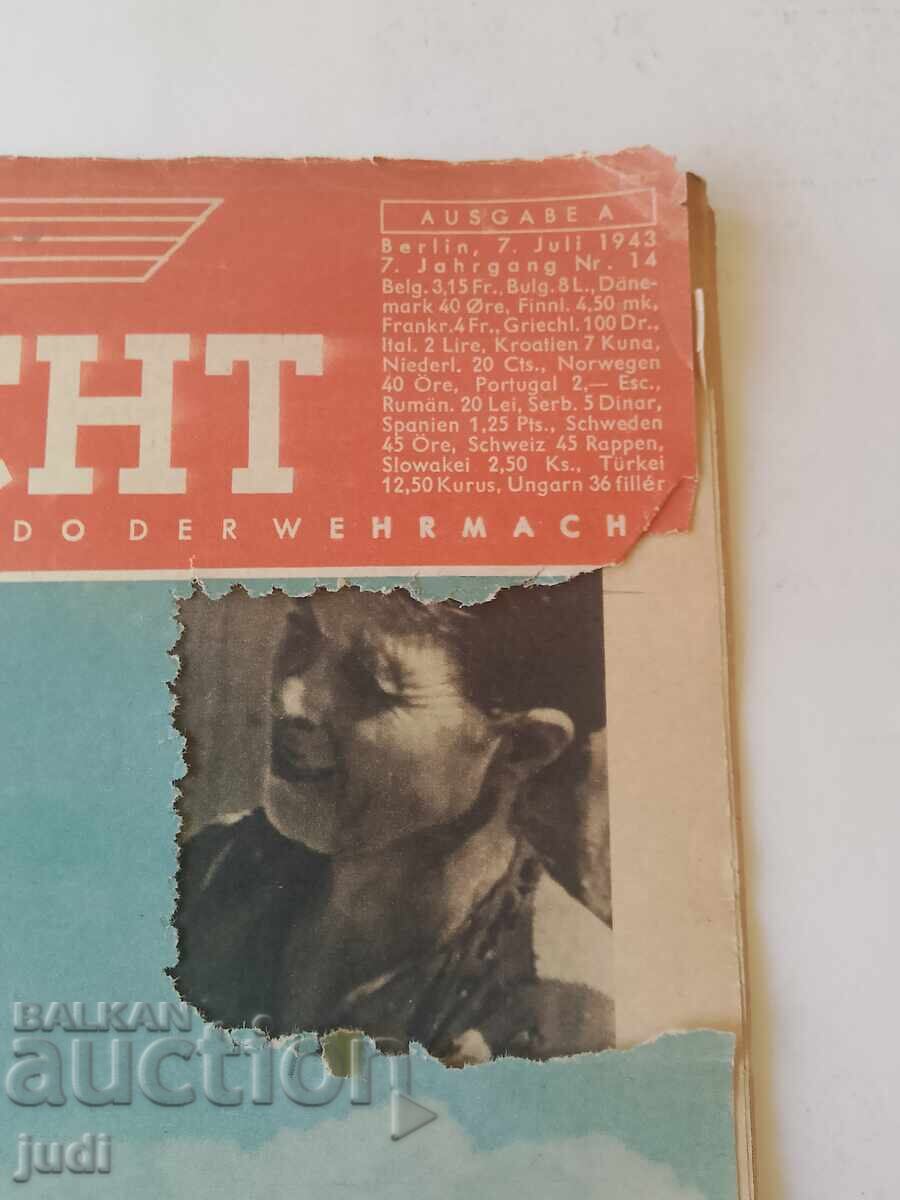 AUSGABE A
Berlin, 7. Juli 1943
7. Jahrgang Nr. 14
Belg. 3,15 Fr., Bulg. 8 L., Däne-
mark 40 Øre, Finnl. 4,50 mk,
Frankr. 4 Fr., Griechl. 100 Dr.,
Ital. 2 Lire, Kroatien 7 Kuna,
Niederl. 20 Cts., Norwegen
40 Öre, Portugal 2,— Esc.,
Rumän. 20 Lei, Serb. 5 Dinar,
Spanien 1,25 Pts., Schweden
45 Öre, Schweiz 45 Rappen,
Slowakei 2,50 Ks., Türkei
12,50 Kurus, Ungarn 36 fillér
CHT
DO DER WEHRMACH
BALKAN
auction
judi